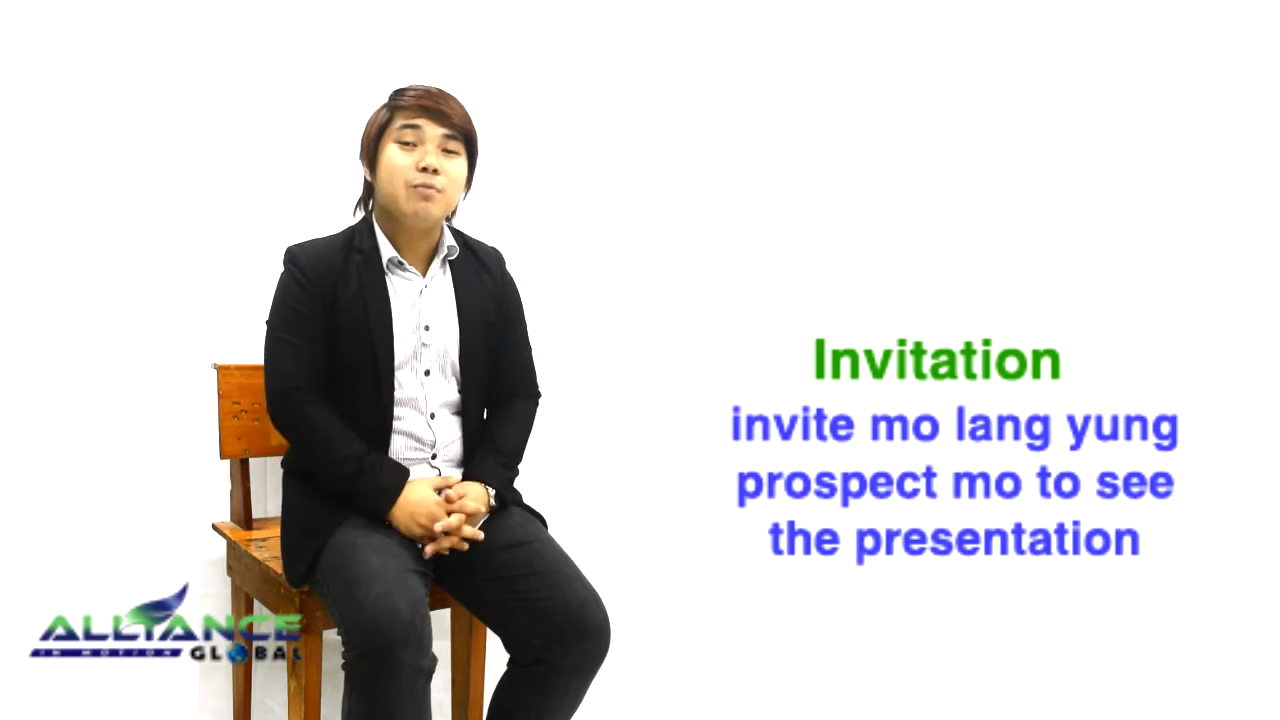 Invitation
invite mo lang yung
prospect mo to see
the presentation
ALLIANCE
IN MOTION
GLOBAL